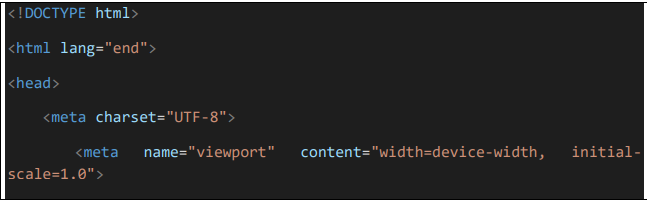 <!DOCTYPE html>
<html lang="end">
<head>
<meta charset="UTF-8">
<meta name="viewport" content="width=device-width, initial-
scale=1.0">